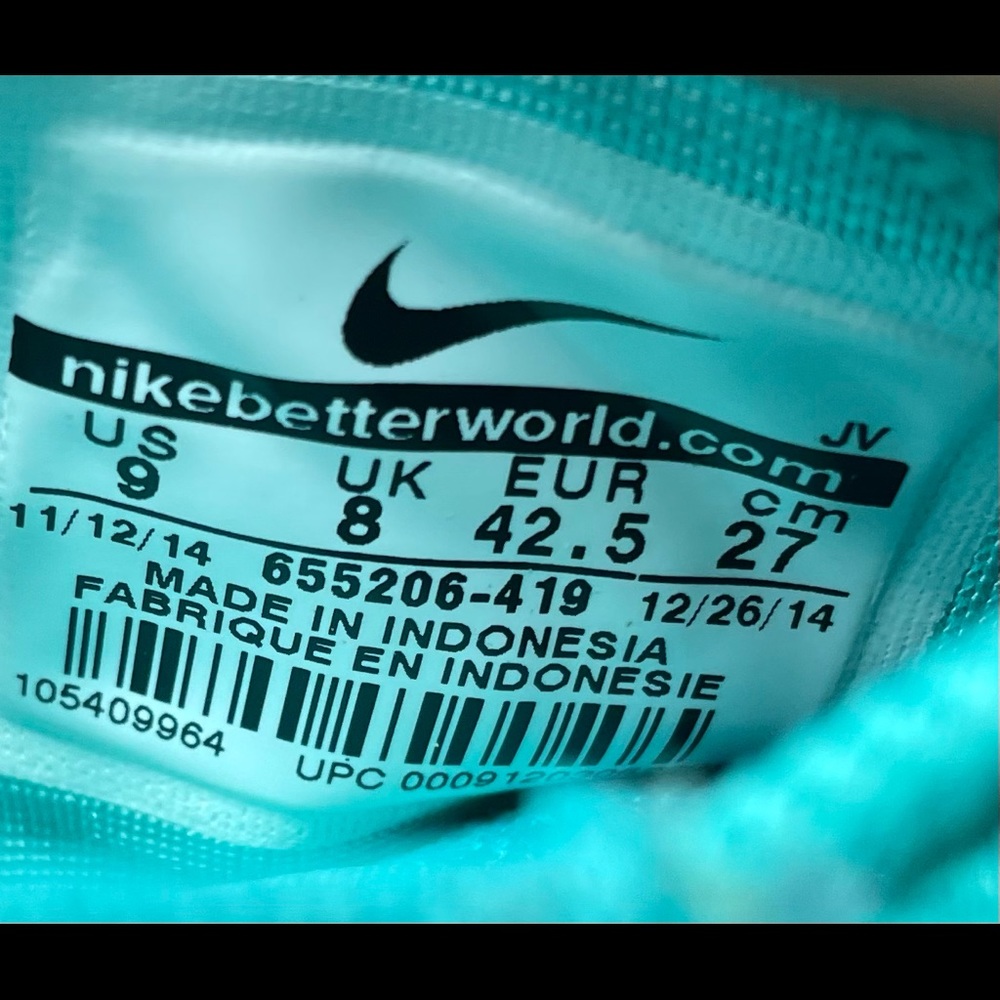 nikebetterworld.com
JV
US UK EUR cm
9 8 42.5 27
11/12/14 655206-419 12/26/14
MADE IN INDONESIA
FABRIQUE EN INDONESIE
105409964
UPC